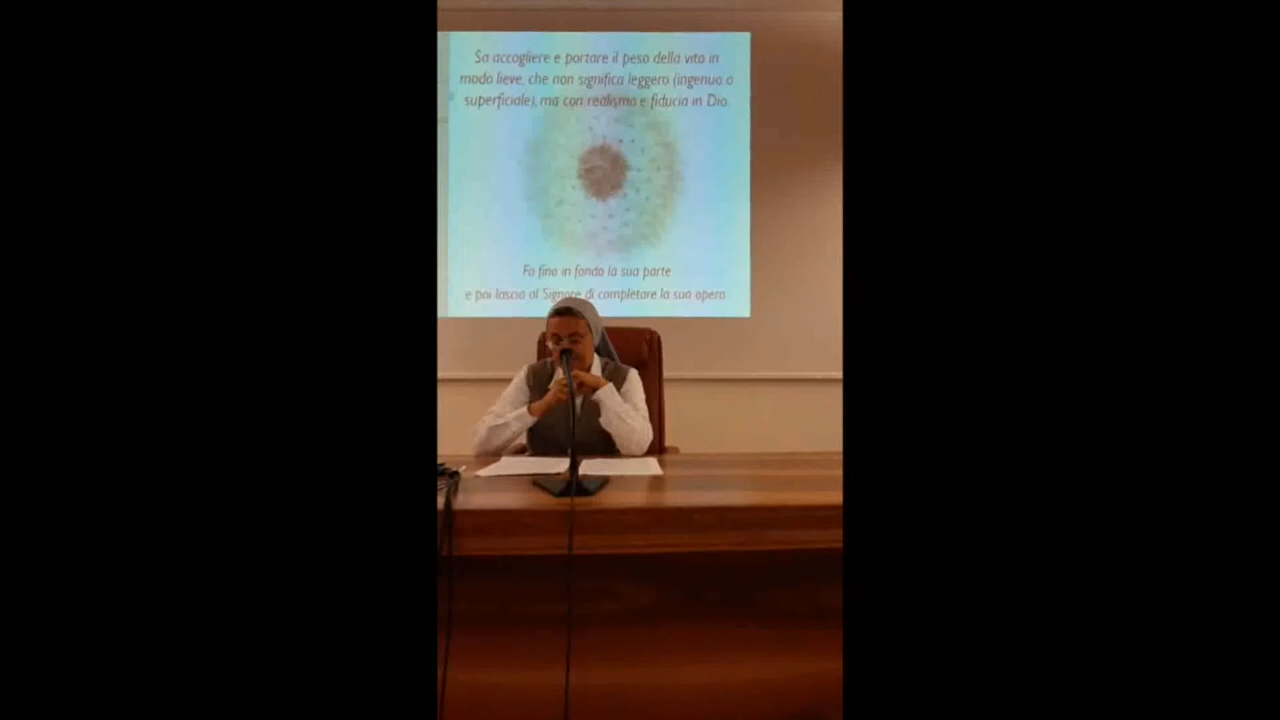 Sa accogliere e portare il peso della vita in
modo lieve, che non significa leggero (ingenuo o
superficiale), ma con realismo e fiducia in Dio
Fa fino in fondo la sua parte
e poi lascia al Signore di completare la sua opera